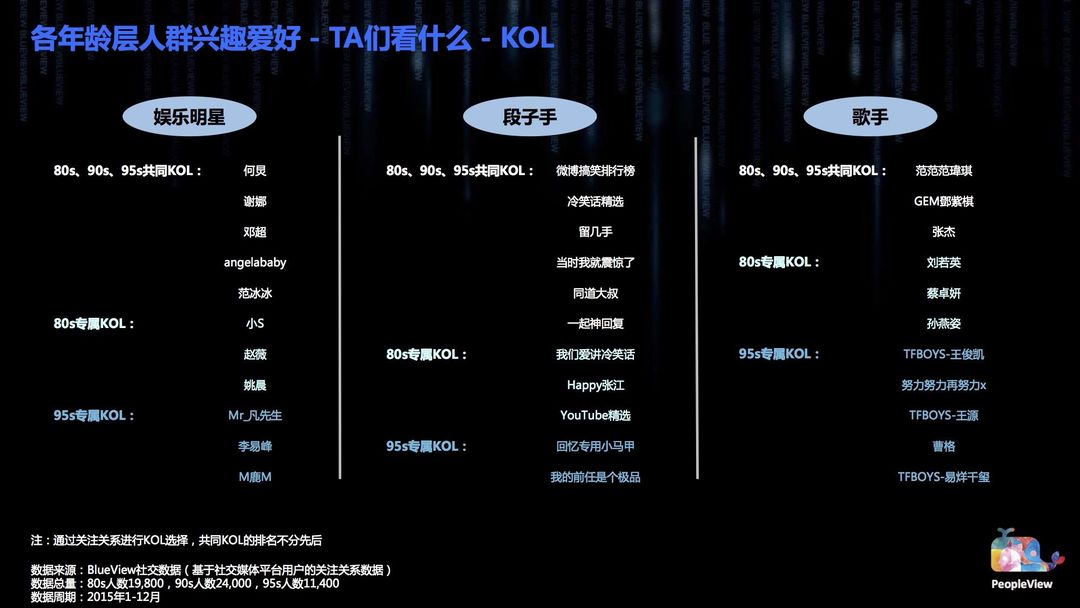 各年龄层人群兴趣爱好 - TA们看什么 - KOL
娱乐明星
80s、90s、95s共同KOL： 何炅
谢娜
邓超
angelababy
范冰冰
80s专属KOL： 小S
赵薇
姚晨
95s专属KOL： Mr_凡先生
李易峰
M鹿M
段子手
80s、90s、95s共同KOL： 微博搞笑排行榜
冷笑话精选
留几手
当时我就震惊了
同道大叔
一起神回复
80s专属KOL： 我们爱讲冷笑话
Happy张江
YouTube精选
95s专属KOL： 回忆专用小马甲
我的前任是个极品
歌手
80s、90s、95s共同KOL： 范范范瑋琪
GEM鄧紫棋
张杰
80s专属KOL： 刘若英
蔡卓妍
孙燕姿
95s专属KOL： TFBOYS-王俊凯
努力努力再努力x
TFBOYS-王源
曹格
TFBOYS-易烊千玺
注：通过关注关系进行KOL选择，共同KOL的排名不分先后
数据来源：BlueView社交数据（基于社交媒体平台用户的关注关系数据）
数据总量：80s人数19,800，90s人数24,000，95s人数11,400
数据周期：2015年1-12月
PeopleView